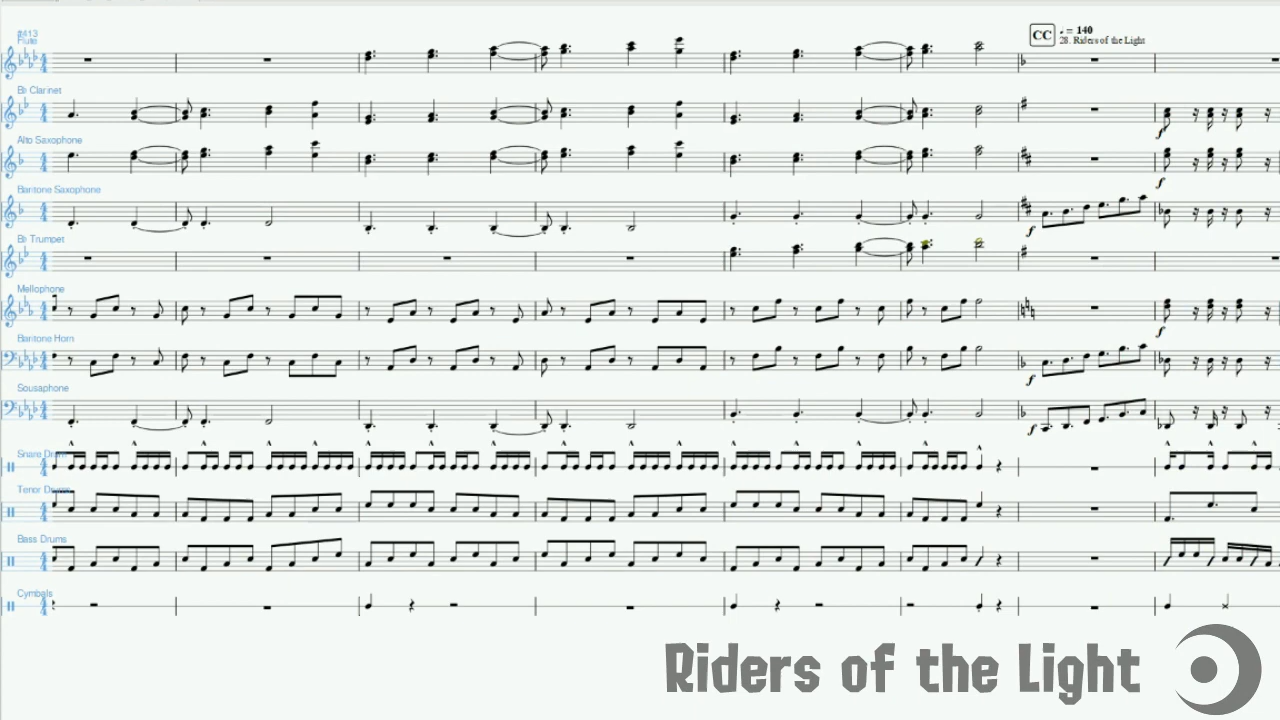 #413
Flute
CC ♩. = 140
28. Riders of the Light
Bb Clarinet
Alto Saxophone
Baritone Saxophone
Bb Trumpet
Mellophone
Baritone Horn
Sousaphone
Snare Drum
Tenor Drums
Bass Drums
Cymbals
Riders of the Light